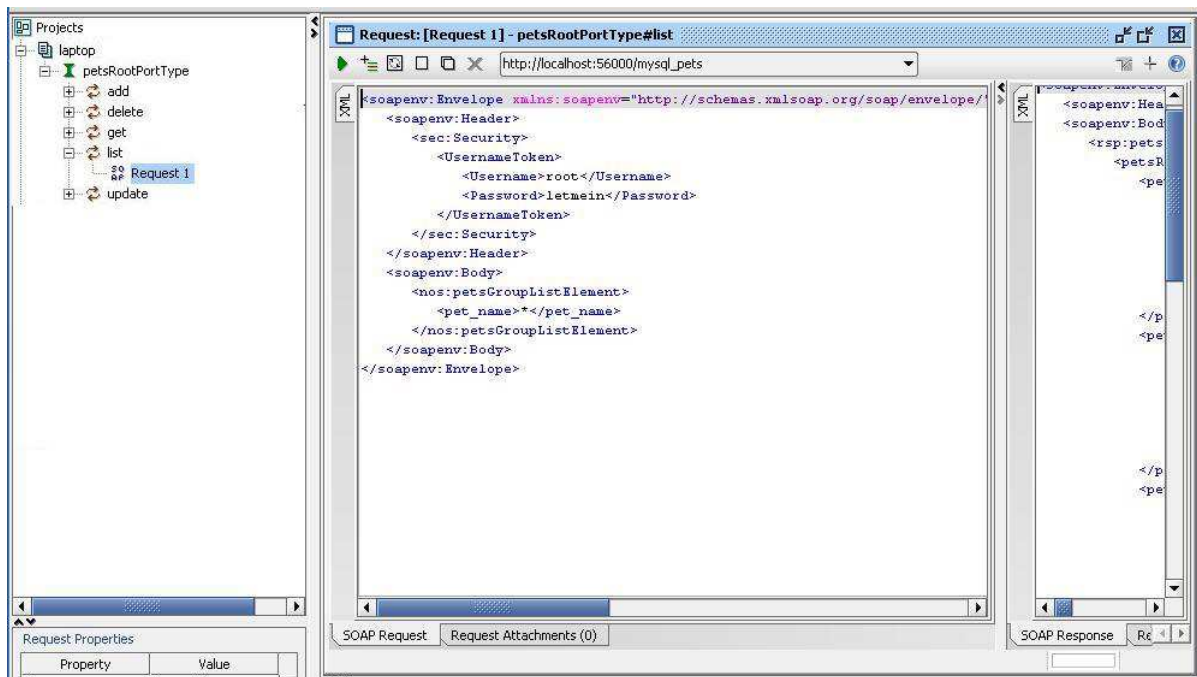 Projects
laptop
petsRootPortType
add
delete
get
list
Request 1
update
Request Properties
Property Value
Request: [Request 1] - petsRootPortType#list
http://localhost:56000/mysql_pets
XML
<soapenv:Envelope xmlns:soapenv="http://schemas.xmlsoap.org/soap/envelope/"
<soapenv:Header>
<sec:Security>
<UsernameToken>
<Username>root</Username>
<Password>letmein</Password>
</UsernameToken>
</sec:Security>
</soapenv:Header>
<soapenv:Body>
<nos:petsGroupListElement>
<pet_name>*</pet_name>
</nos:petsGroupListElement>
</soapenv:Body>
</soapenv:Envelope>
SOAP Request Request Attachments (0)
XML
<soapenv:Hea
<soapenv:Bod
<rsp:pets
<petsR
<pe
</p
<pe
</p
<pe
SOAP Response Re